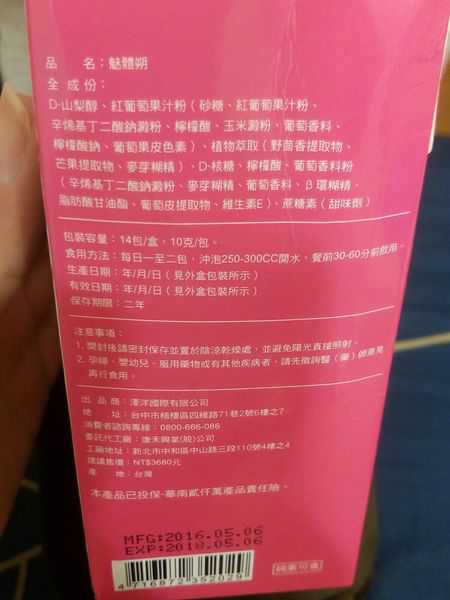 品　　名：魅體朔
全 成 份：
D-山梨醇、紅葡萄果汁粉（砂糖、紅葡萄果汁粉、
辛烯基丁二酸鈉澱粉、檸檬酸、玉米澱粉、葡萄香料、
檸檬酸鈉、葡萄果皮色素）、植物萃取（野茴香提取物、
芒果提取物、麥芽糊精）、D-核糖、檸檬酸、葡萄香料粉
（辛烯基丁二酸鈉澱粉、麥芽糊精、葡萄香料、β環糊精、
脂肪酸甘油酯、葡萄皮提取物、維生素E）、蔗糖素（甜味劑）
包裝容量：14包/盒，10克/包。
食用方法：每日一至二包，沖泡250-300CC開水，餐前30-60分前飲用。
生產日期：年/月/日（見外盒包裝所示）
有效日期：年/月/日（見外盒包裝所示）
保存期限：二年
注意事項：
1. 開封後請密封保存並置於陰涼乾燥處，並避免陽光直接照射。
2. 孕婦、嬰幼兒、服用藥物或有其他疾病者，請先徵詢醫（藥）師意見
再行食用。
出 品 商：澤洋國際有限公司
地　　址：台中市梧棲區四維路71巷2號6樓之7
消費者諮詢專線：0800-666-086
委託代工廠：康禾興業(股)公司
工廠地址：新北市中和區中山路三段110號4樓之4
建議售價：NT$3680元
產　　地：台灣
本產品已投保-華南貳仟萬產品責任險。
MFG:2016.05.06
EXP:2018.05.06
4 716872 352029
純素可食